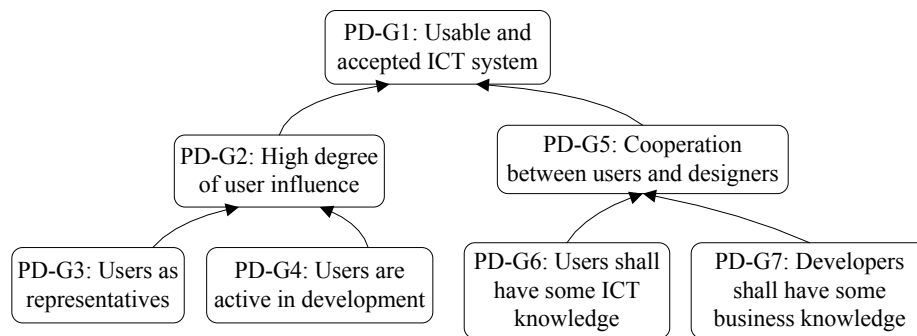 PD-G1: Usable and
accepted ICT system
PD-G2: High degree
of user influence
PD-G5: Cooperation
between users and designers
PD-G3: Users as
representatives
PD-G4: Users are
active in development
PD-G6: Users shall
have some ICT
knowledge
PD-G7: Developers
shall have some
business knowledge